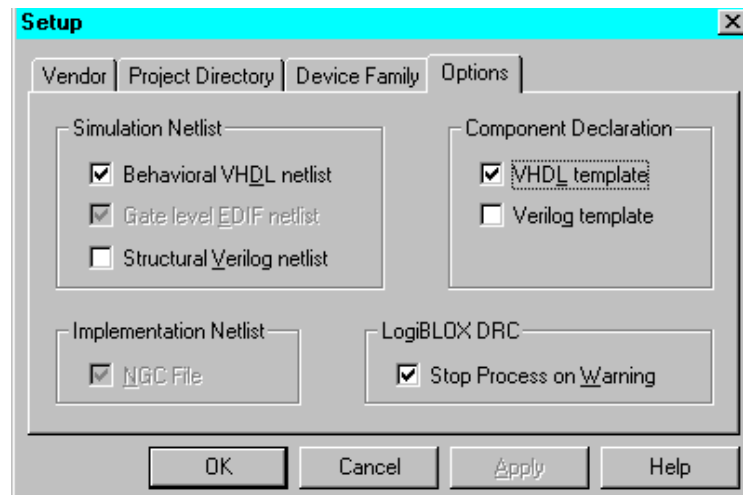 Setup
Vendor Project Directory Device Family Options
Simulation Netlist
Behavioral VHDL netlist
Gate level EDIF netlist
Structural Verilog netlist
Component Declaration
VHDL template
Verilog template
Implementation Netlist
NGC File
LogiBLOX DRC
Stop Process on Warning
OK Cancel Apply Help